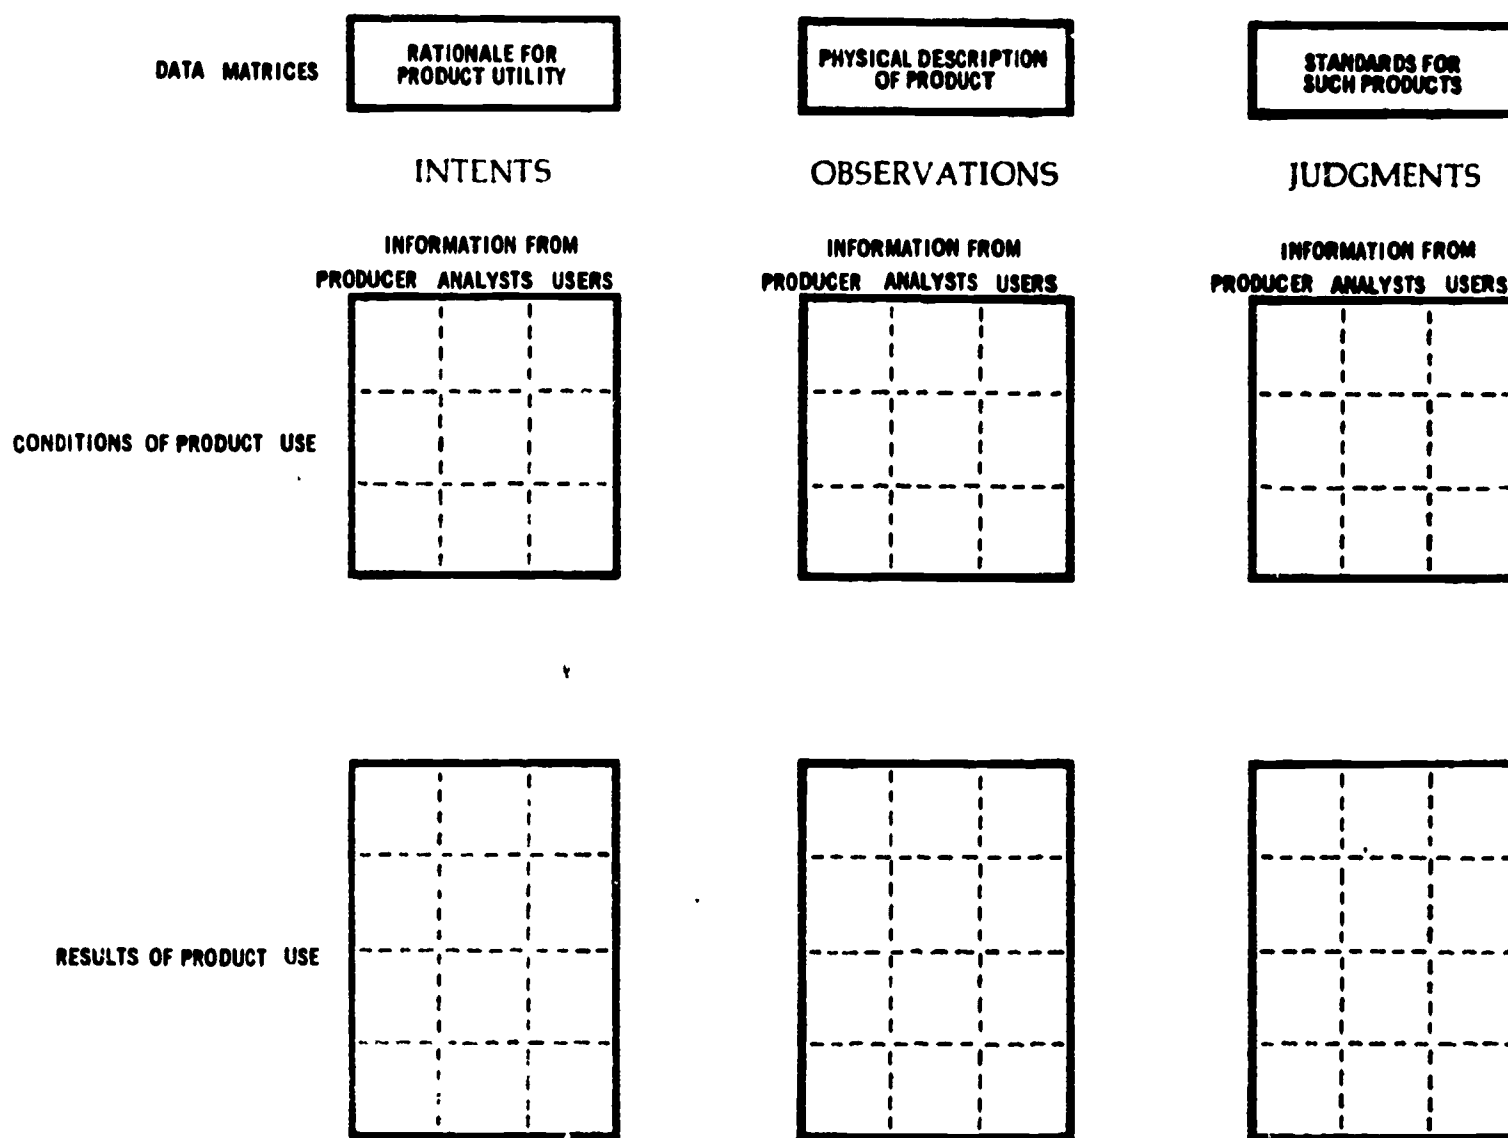 DATA MATRICES
RATIONALE FOR
PRODUCT UTILITY
PHYSICAL DESCRIPTION
OF PRODUCT
STANDARDS FOR
SUCH PRODUCTS
INTENTS
OBSERVATIONS
JUDGMENTS
INFORMATION FROM
PRODUCER ANALYSTS USERS
INFORMATION FROM
PRODUCER ANALYSTS USERS
INFORMATION FROM
PRODUCER ANALYSTS USERS
CONDITIONS OF PRODUCT USE
RESULTS OF PRODUCT USE